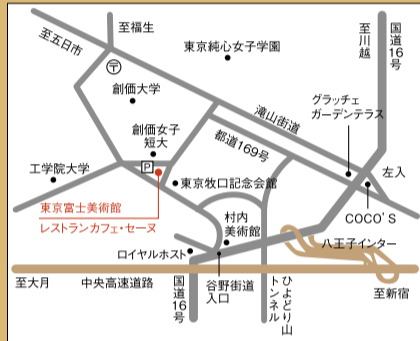 至福生
至五日市
東京純心女子学園
国道16号
至川越
〒
創価大学
滝山街道
グラッチェ
ガーデンテラス
創価女子
短大
都道169号
P
工学院大学
左入
東京牧口記念会館
東京富士美術館
レストランカフェ・セーヌ
COCO'S
村内
美術館
八王子インター
ロイヤルホスト
至大月
中央高速道路
国道16号
谷野街道
入口
ひよどり山
トンネル
至新宿